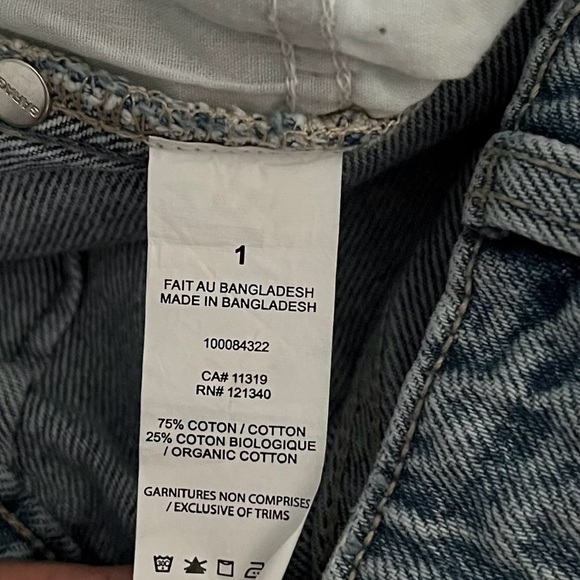 1
FAIT AU BANGLADESH
MADE IN BANGLADESH
100084322
CA# 11319
RN# 121340
75% COTON / COTTON
25% COTON BIOLOGIQUE
/ ORGANIC COTTON
GARNITURES NON COMPRISES
/ EXCLUSIVE OF TRIMS
30C